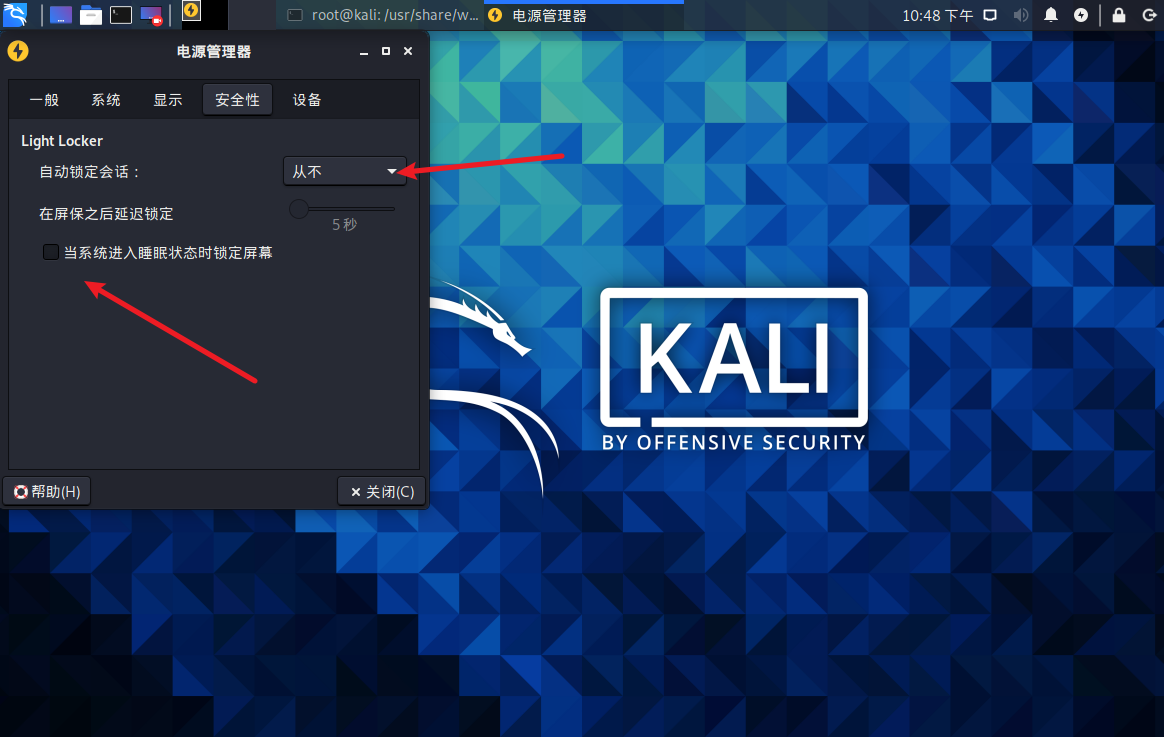 root@kali: /usr/share/w...
电源管理器
10:48 下午
电源管理器
一般
系统
显示
安全性
设备
Light Locker
自动锁定会话：
从不
在屏保之后延迟锁定
5 秒
当系统进入睡眠状态时锁定屏幕
帮助(H)
关闭(C)
KALI
BY OFFENSIVE SECURITY